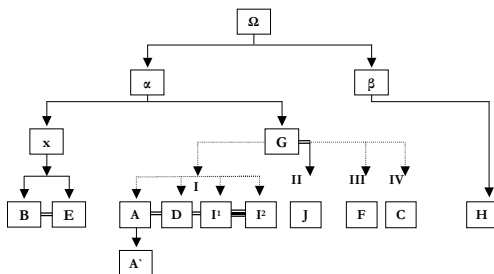 Ω
α β
x G
I II III IV
B E A D I¹ I² J F C H
A`